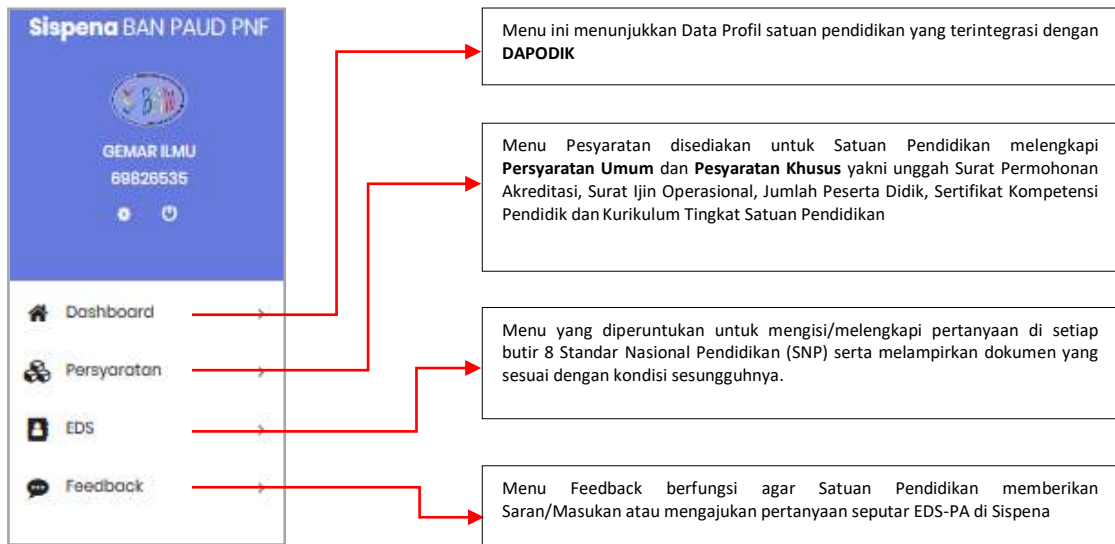 Sispena BAN PAUD PNF
GEMAR ILMU
69826535
Dashboard
Persyaratan
EDS
Feedback
Menu ini menunjukkan Data Profil satuan pendidikan yang terintegrasi dengan
DAPODIK
Menu Pesyaratan disediakan untuk Satuan Pendidikan melengkapi
Persyaratan Umum dan Pesyaratan Khusus yakni unggah Surat Permohonan
Akreditasi, Surat Ijin Operasional, Jumlah Peserta Didik, Sertifikat Kompetensi
Pendidik dan Kurikulum Tingkat Satuan Pendidikan
Menu yang diperuntukan untuk mengisi/melengkapi pertanyaan di setiap
butir 8 Standar Nasional Pendidikan (SNP) serta melampirkan dokumen yang
sesuai dengan kondisi sesungguhnya.
Menu Feedback berfungsi agar Satuan Pendidikan memberikan
Saran/Masukan atau mengajukan pertanyaan seputar EDS-PA di Sispena